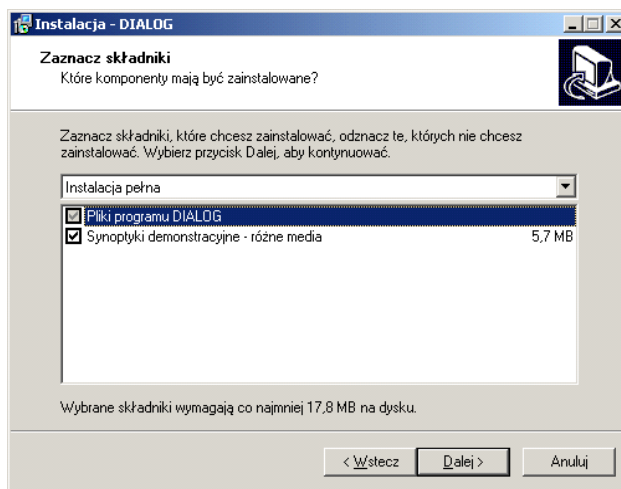 Instalacja - DIALOG
Zaznacz składniki
Które komponenty mają być zainstalowane?
Zaznacz składniki, które chcesz zainstalować, odznacz te, których nie chcesz
zainstalować. Wybierz przycisk Dalej, aby kontynuować.
Instalacja pełna
Pliki programu DIALOG
Synoptyki demonstracyjne - różne media 5,7 MB
Wybrane składniki wymagają co najmniej 17,8 MB na dysku.
< Wstecz Dalej > Anuluj